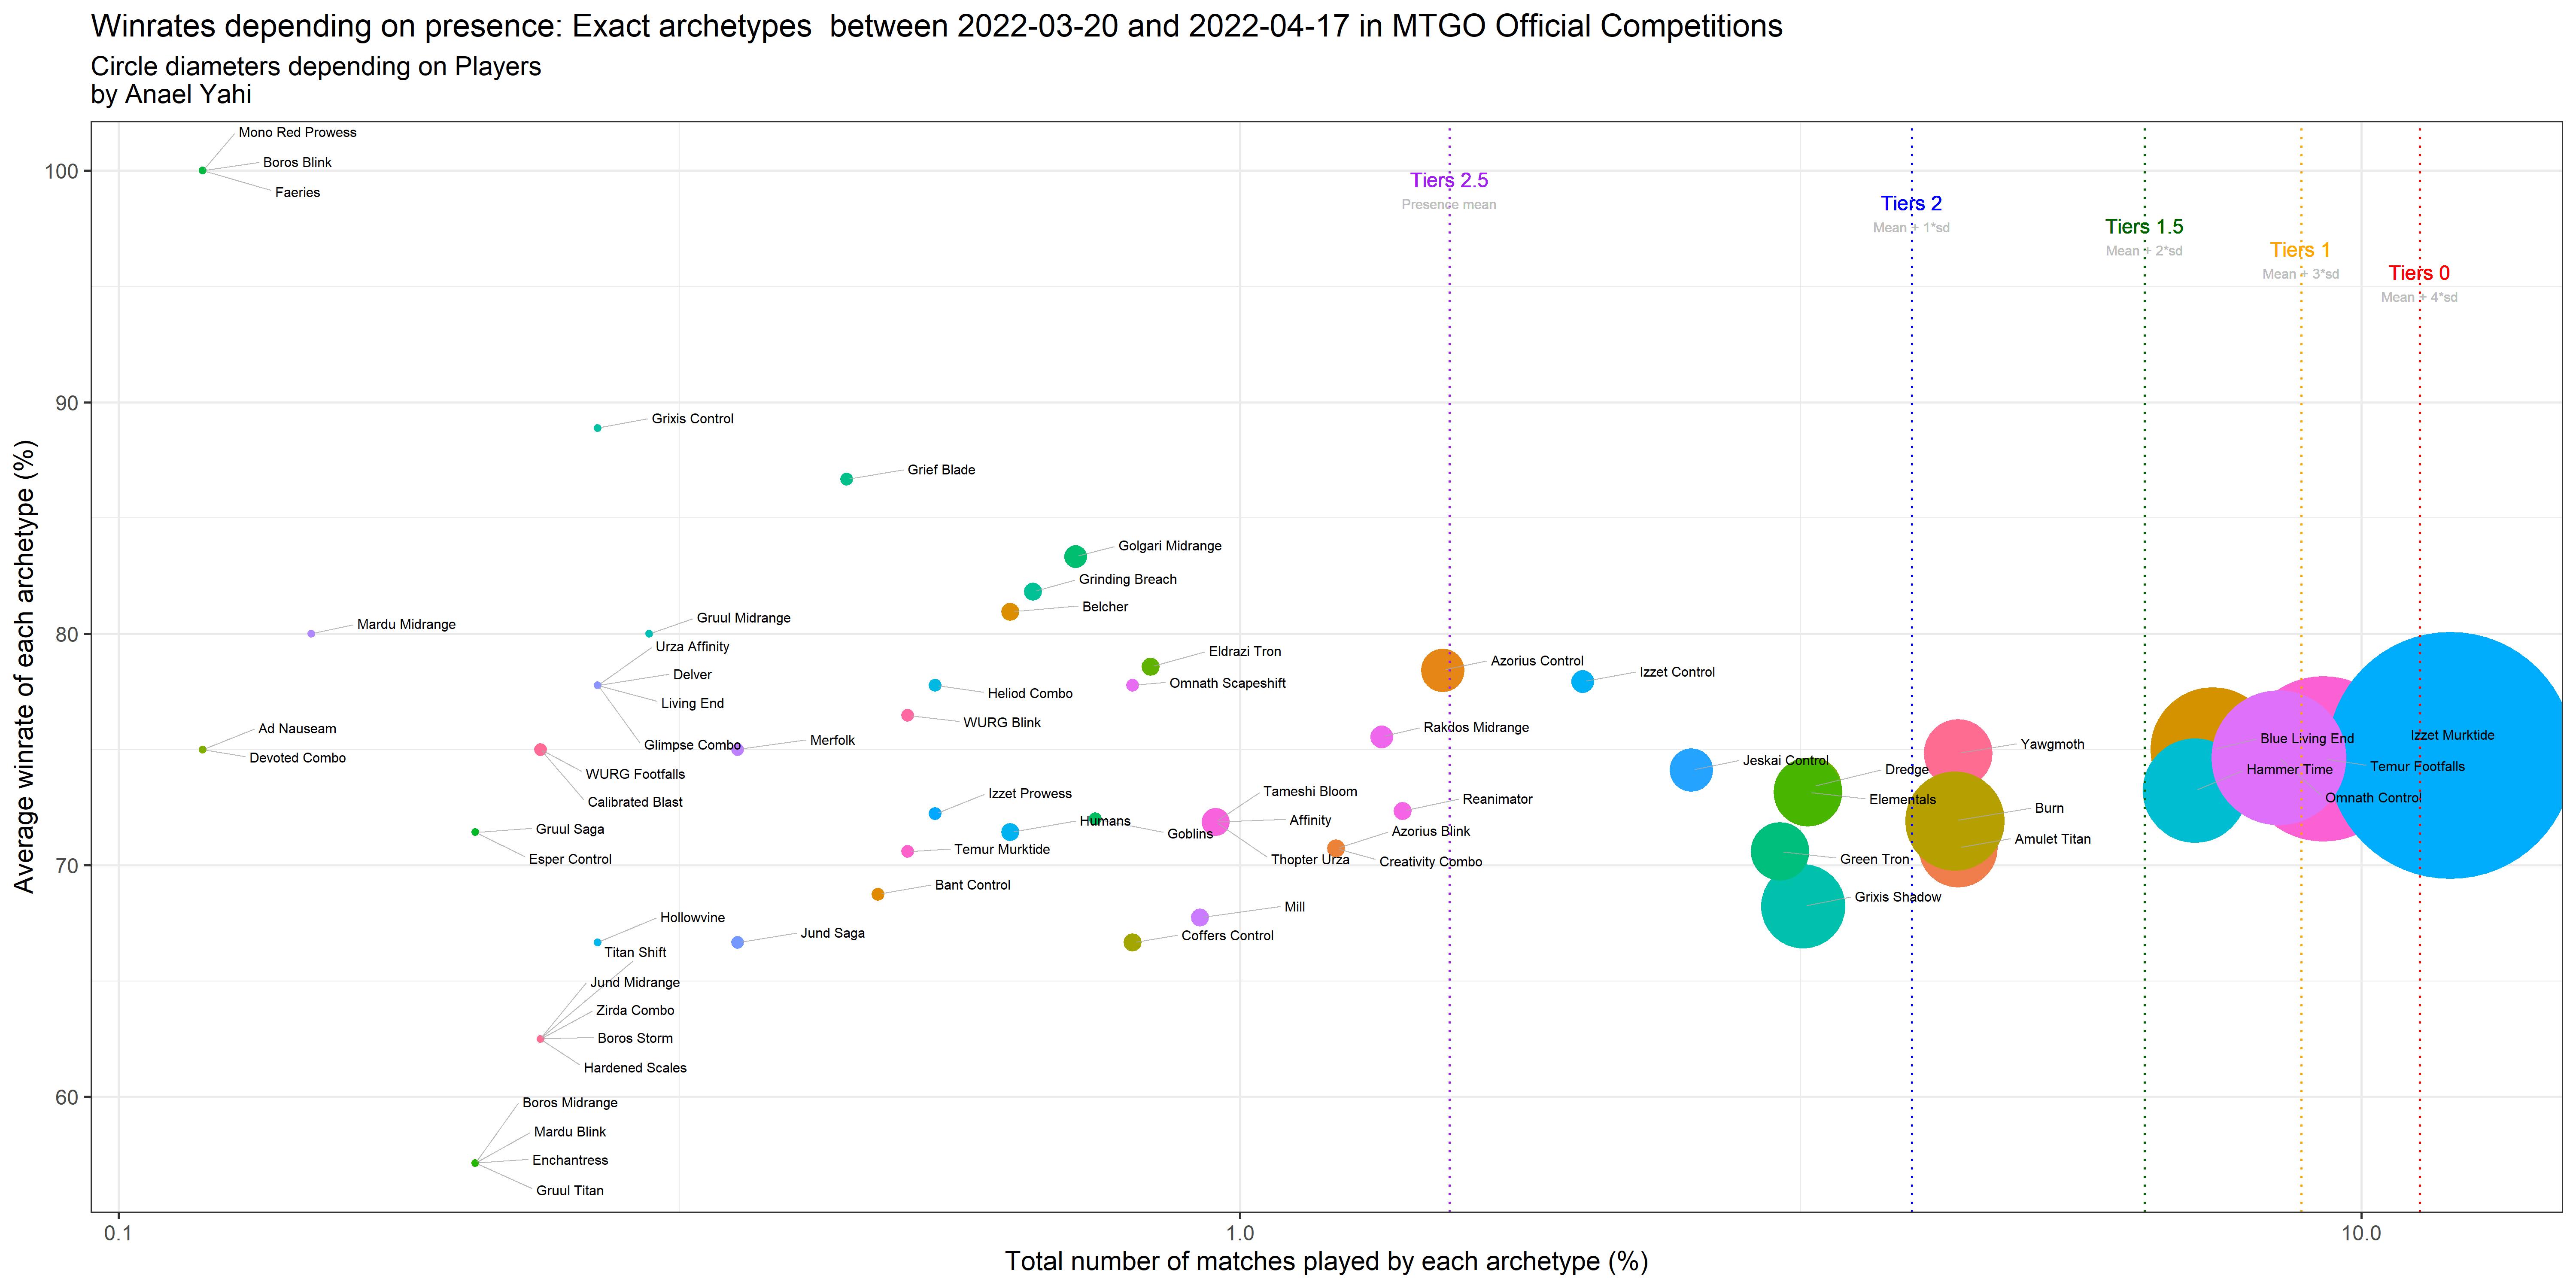 Winrates depending on presence: Exact archetypes  between 2022-03-20 and 2022-04-17 in MTGO Official Competitions
Circle diameters depending on Players
by Anael Yahi
Mono Red Prowess
Boros Blink
Faeries
100
90
80
70
60
Average winrate of each archetype (%)
Tiers 2.5
Presence mean
Tiers 2
Mean + 1*sd
Tiers 1.5
Mean + 2*sd
Tiers 1
Mean + 3*sd
Tiers 0
Mean + 4*sd
Grixis Control
Grief Blade
Golgari Midrange
Grinding Breach
Belcher
Mardu Midrange
Gruul Midrange
Urza Affinity
Delver
Living End
Glimpse Combo
Merfolk
Eldrazi Tron
Omnath Scapeshift
Heliod Combo
WURG Blink
Azorius Control
Izzet Control
Rakdos Midrange
Ad Nauseam
Devoted Combo
WURG Footfalls
Calibrated Blast
Jeskai Control
Yawgmoth
Dredge
Elementals
Blue Living End
Izzet Murktide
Temur Footfalls
Hammer Time
Omnath Control
Izzet Prowess
Humans
Goblins
Tameshi Bloom
Affinity
Thopter Urza
Reanimator
Azorius Blink
Creativity Combo
Burn
Amulet Titan
Green Tron
Grixis Shadow
Gruul Saga
Esper Control
Temur Murktide
Bant Control
Mill
Coffers Control
Hollowvine
Jund Saga
Titan Shift
Jund Midrange
Zirda Combo
Boros Storm
Hardened Scales
Boros Midrange
Mardu Blink
Enchantress
Gruul Titan
0.1
1.0
10.0
Total number of matches played by each archetype (%)